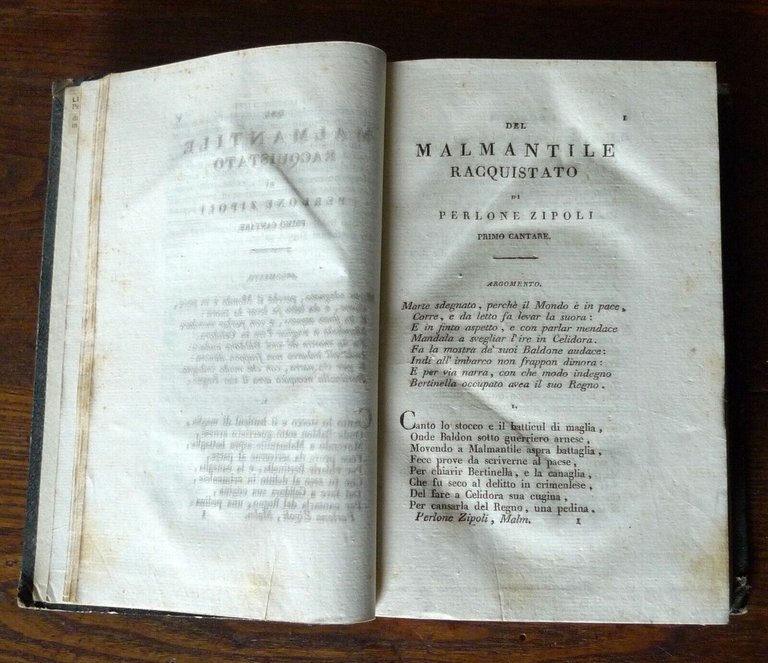 1
DEL
MALMANTILE
RACQUISTATO
DI
PERLONE ZIPOLI
PRIMO CANTARE.
ARGOMENTO.
Marte sdegnato, perchè il Mondo è in pace,
Corre, e da letto fa levar la suora:
E in finto aspetto, e con parlar mendace
Mandala a svegliar l'ire in Celidora.
Fa la mostra de' suoi Baldone audace:
Indi all' imbarco non frappon dimora:
E per via narra, con che modo indegno
Bertinella occupato avea il suo Regno.
1.
Canto lo stocco e il batticul di maglia,
Onde Baldon sotto guerriero arnese,
Movendo a Malmantile aspra battaglia,
Fece prove da scriverne al paese,
Per chiarir Bertinella, e la canaglia,
Che fu seco al delitto in crimenlese,
Del fare a Celidora sua cugina,
Per cansarla del Regno, una pedina.
Perlone Zipoli, Malm. 1